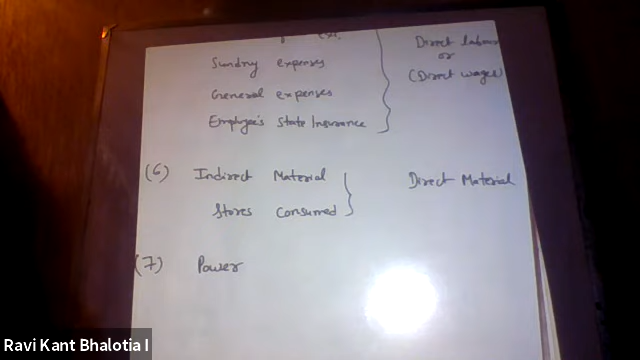 Direct labour
Sundry expenses or
General expenses (Direct wages)
Employee's State Insurance
(6) Indirect Material Direct Material
Stores Consumed
(7) Power
Ravi Kant Bhalotia I